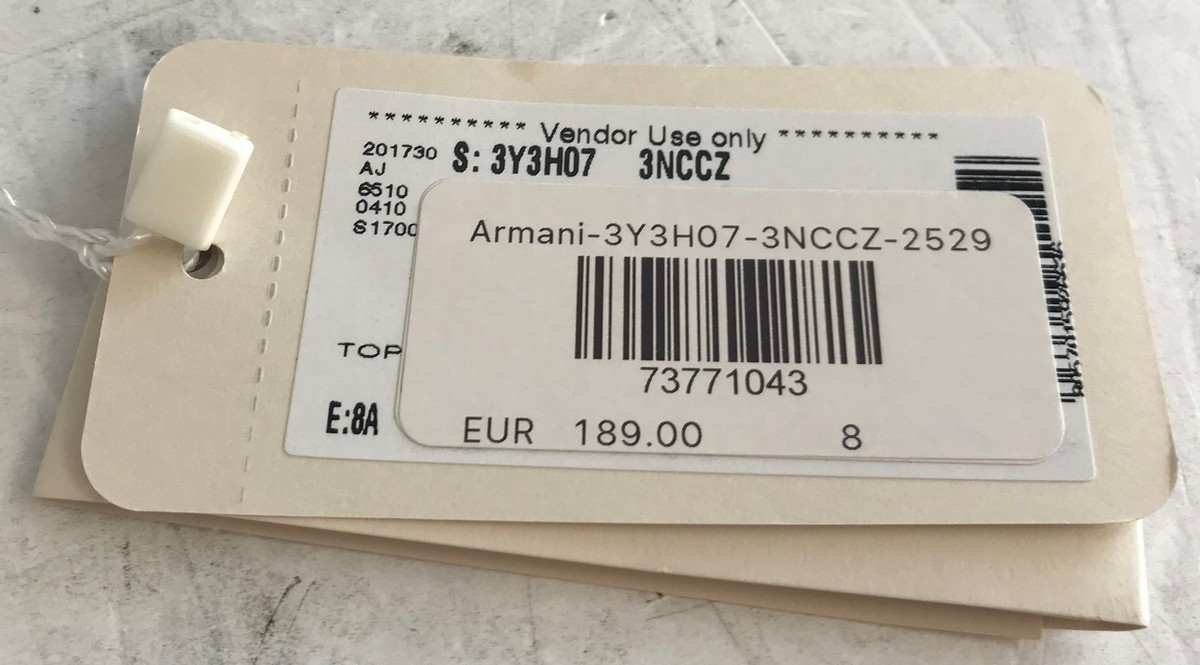 ********** Vendor Use only **********
201730 S: 3Y3H07 3NCCZ
AJ
6510
0410
S1700
Armani-3Y3H07-3NCCZ-2529
73771043
TOP
E:8A
EUR 189.00 8